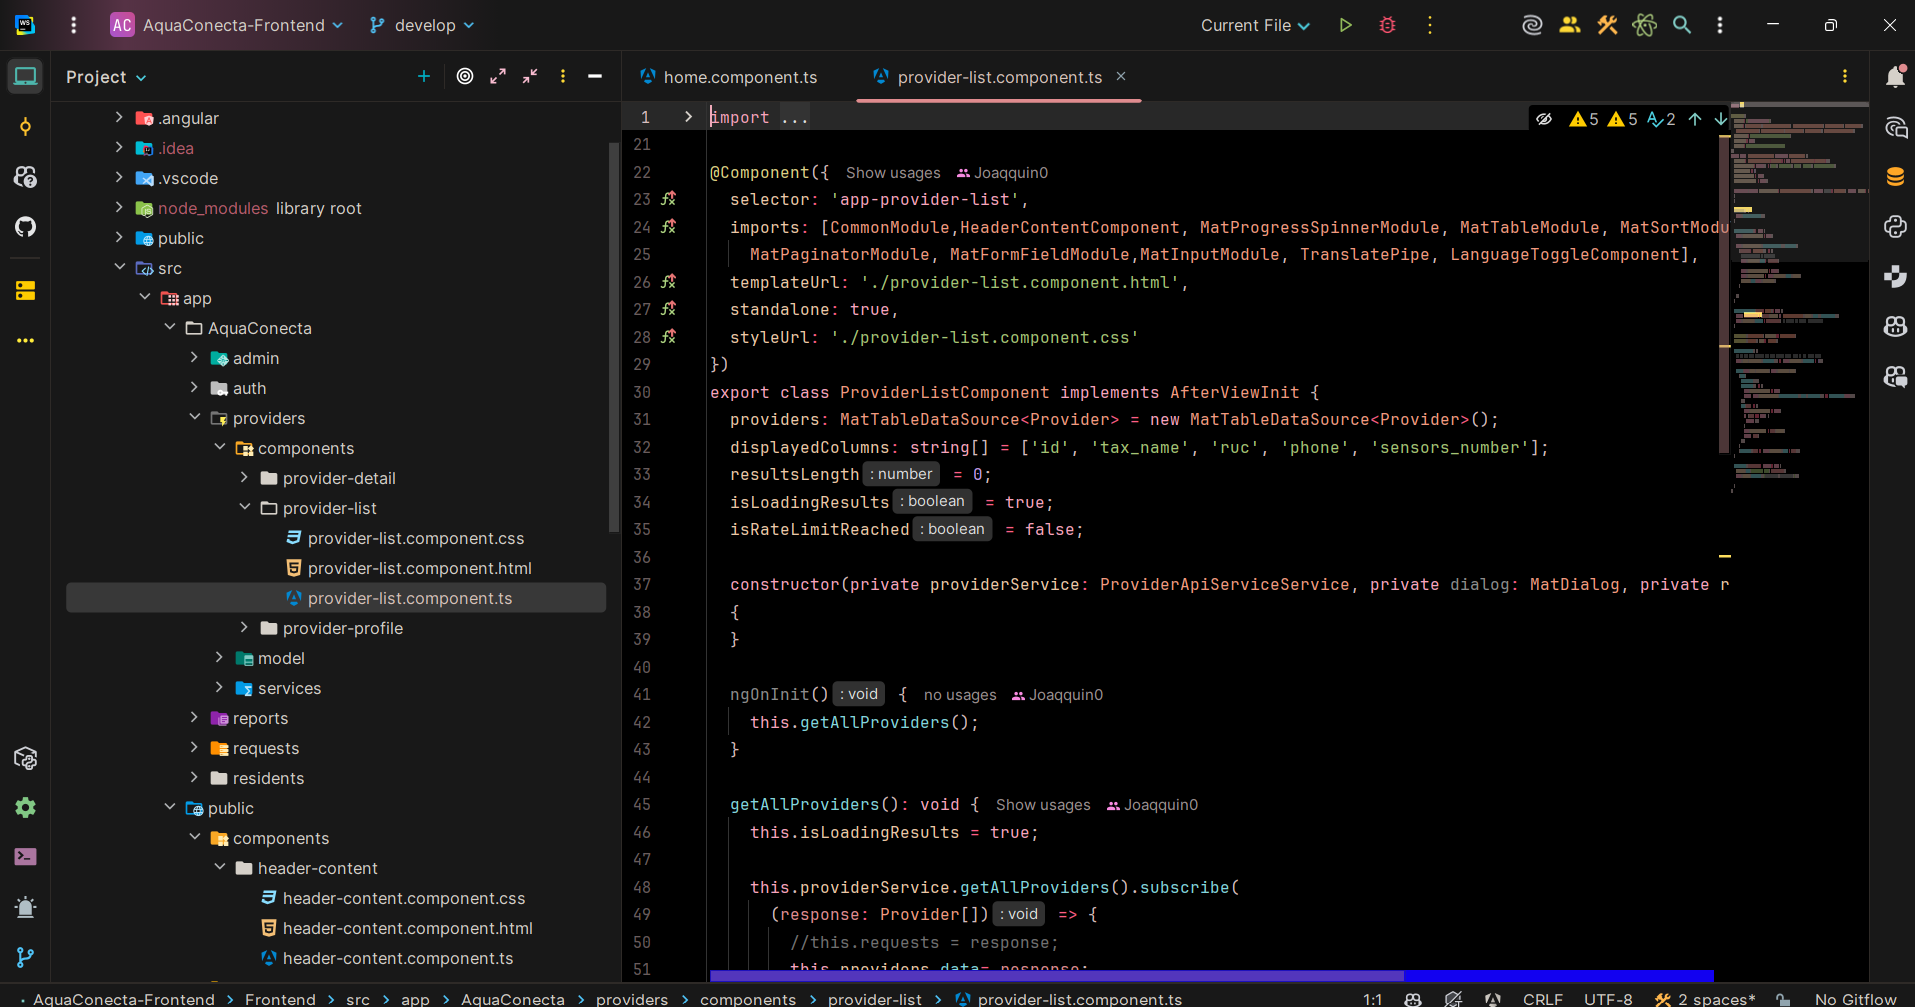 WS
AC AquaConecta-Frontend develop Current File
Project
home.component.ts provider-list.component.ts
.angular
.idea
.vscode
node_modules library root
public
src
app
AquaConecta
admin
auth
providers
components
provider-detail
provider-list
provider-list.component.css
provider-list.component.html
provider-list.component.ts
provider-profile
model
services
reports
requests
residents
public
components
header-content
header-content.component.css
header-content.component.html
header-content.component.ts
1 import ... 5 5 2
21
22 @Component({ Show usages Joaqquin0
23 selector: 'app-provider-list',
24 imports: [CommonModule,HeaderContentComponent, MatProgressSpinnerModule, MatTableModule, MatSortModu
25 MatPaginatorModule, MatFormFieldModule,MatInputModule, TranslatePipe, LanguageToggleComponent],
26 templateUrl: './provider-list.component.html',
27 standalone: true,
28 styleUrl: './provider-list.component.css'
29 })
30 export class ProviderListComponent implements AfterViewInit {
31 providers: MatTableDataSource<Provider> = new MatTableDataSource<Provider>();
32 displayedColumns: string[] = ['id', 'tax_name', 'ruc', 'phone', 'sensors_number'];
33 resultsLength : number = 0;
34 isLoadingResults : boolean = true;
35 isRateLimitReached : boolean = false;
36
37 constructor(private providerService: ProviderApiServiceService, private dialog: MatDialog, private r
38 {
39 }
40
41 ngOnInit() : void { no usages Joaqquin0
42 this.getAllProviders();
43 }
44
45 getAllProviders(): void { Show usages Joaqquin0
46 this.isLoadingResults = true;
47
48 this.providerService.getAllProviders().subscribe(
49 (response: Provider[]) : void => {
50 //this.requests = response;
51 this.providers.data= response;
AquaConecta-Frontend > Frontend > src > app > AquaConecta > providers > components > provider-list > provider-list.component.ts 1:1 CRLF UTF-8 2 spaces* No Gitflow